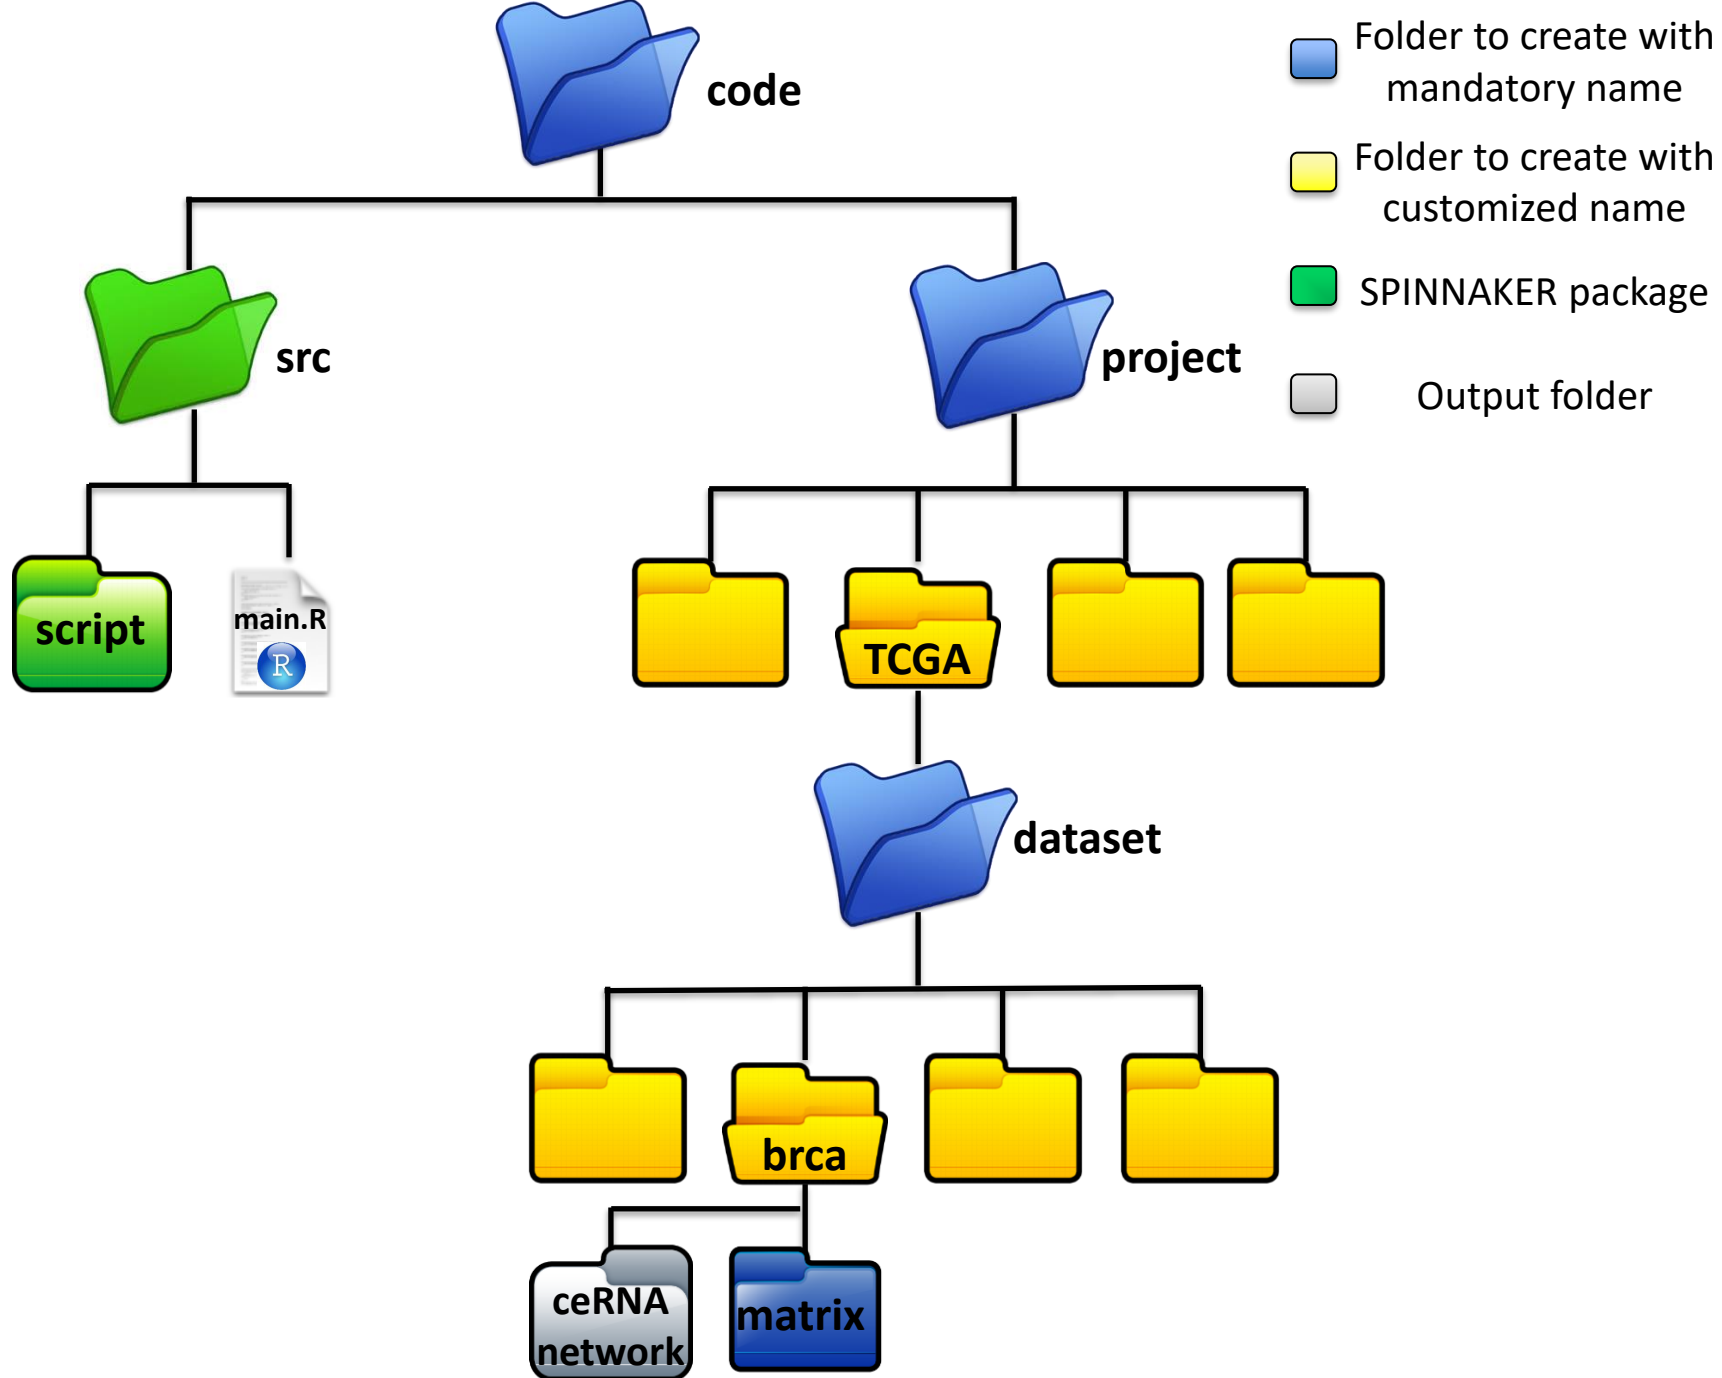 code
Folder to create with
mandatory name
Folder to create with
customized name
SPINNAKER package
Output folder
src
project
script
main.R
R
TCGA
dataset
brca
ceRNA
network
matrix